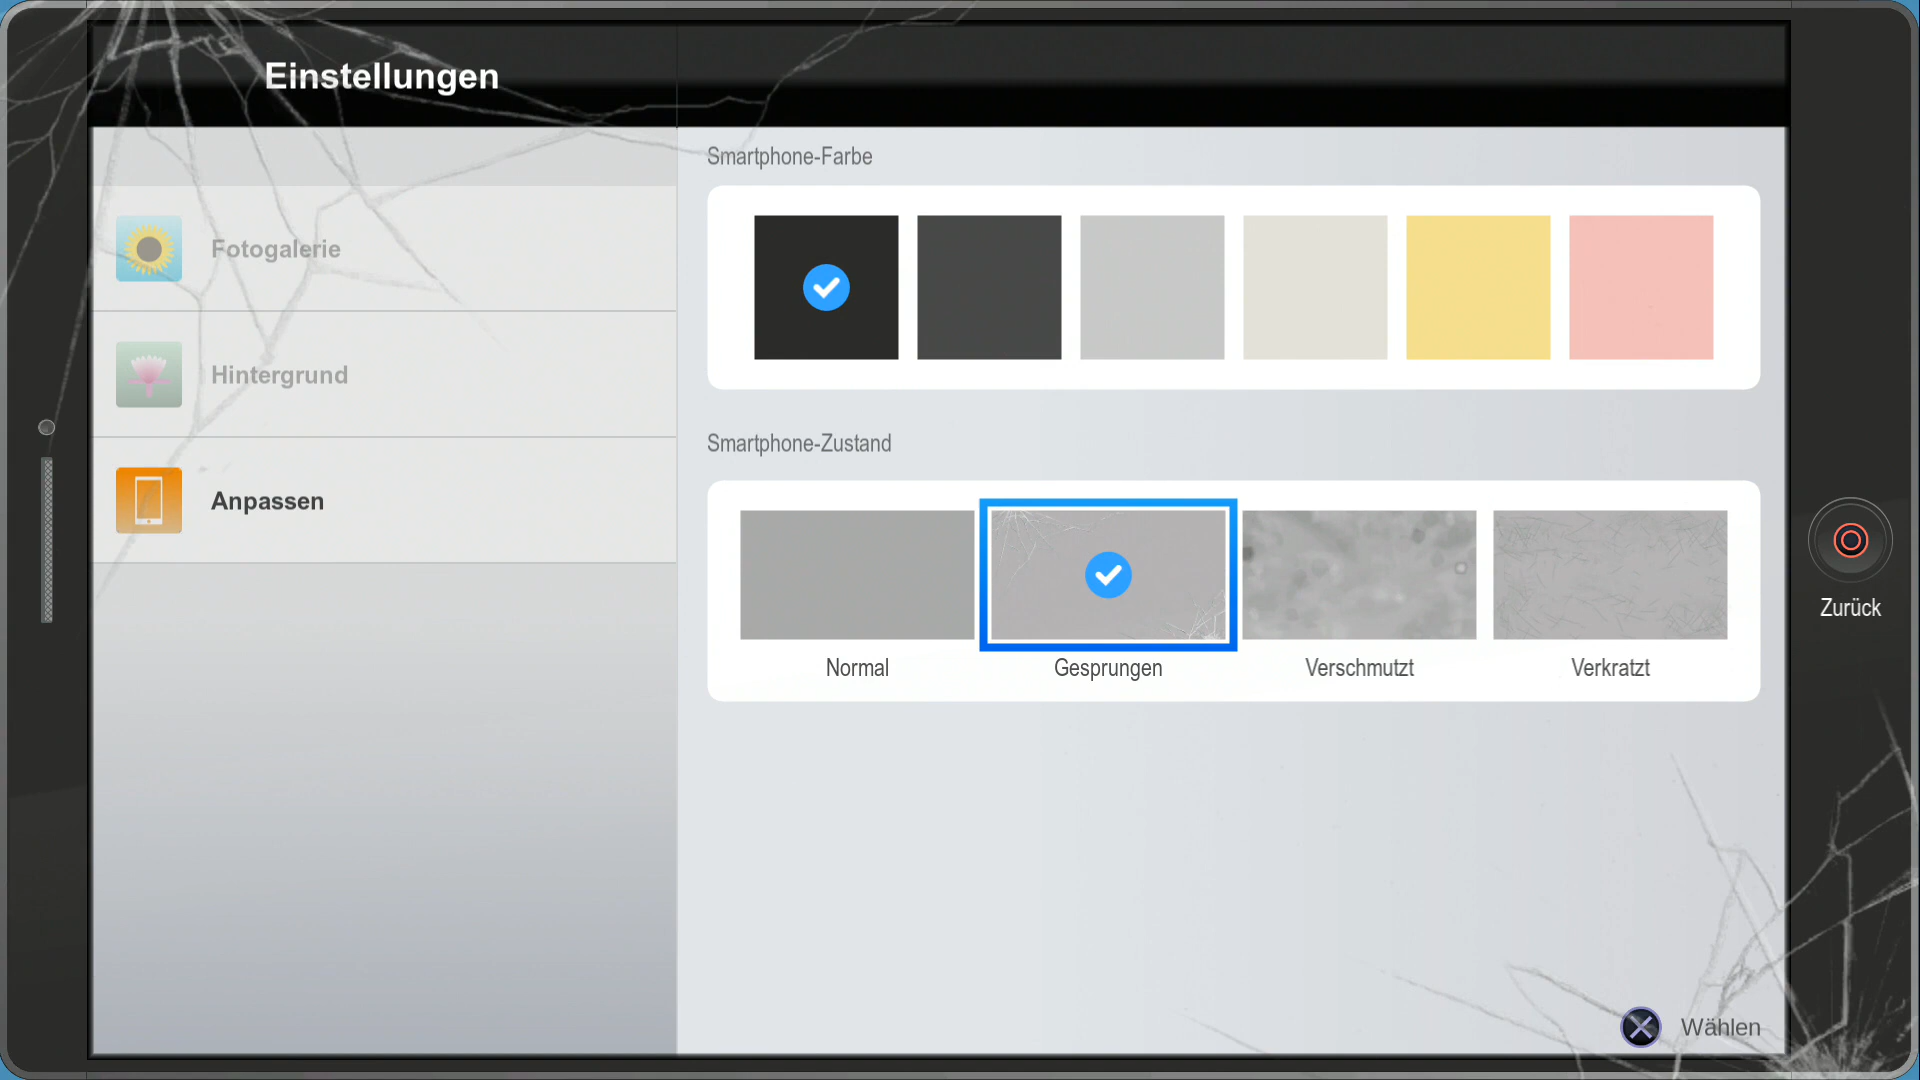 Einstellungen
Fotogalerie
Hintergrund
Anpassen
Smartphone-Farbe
Smartphone-Zustand
Normal
Gesprungen
Verschmutzt
Verkratzt
Zurück
Wählen